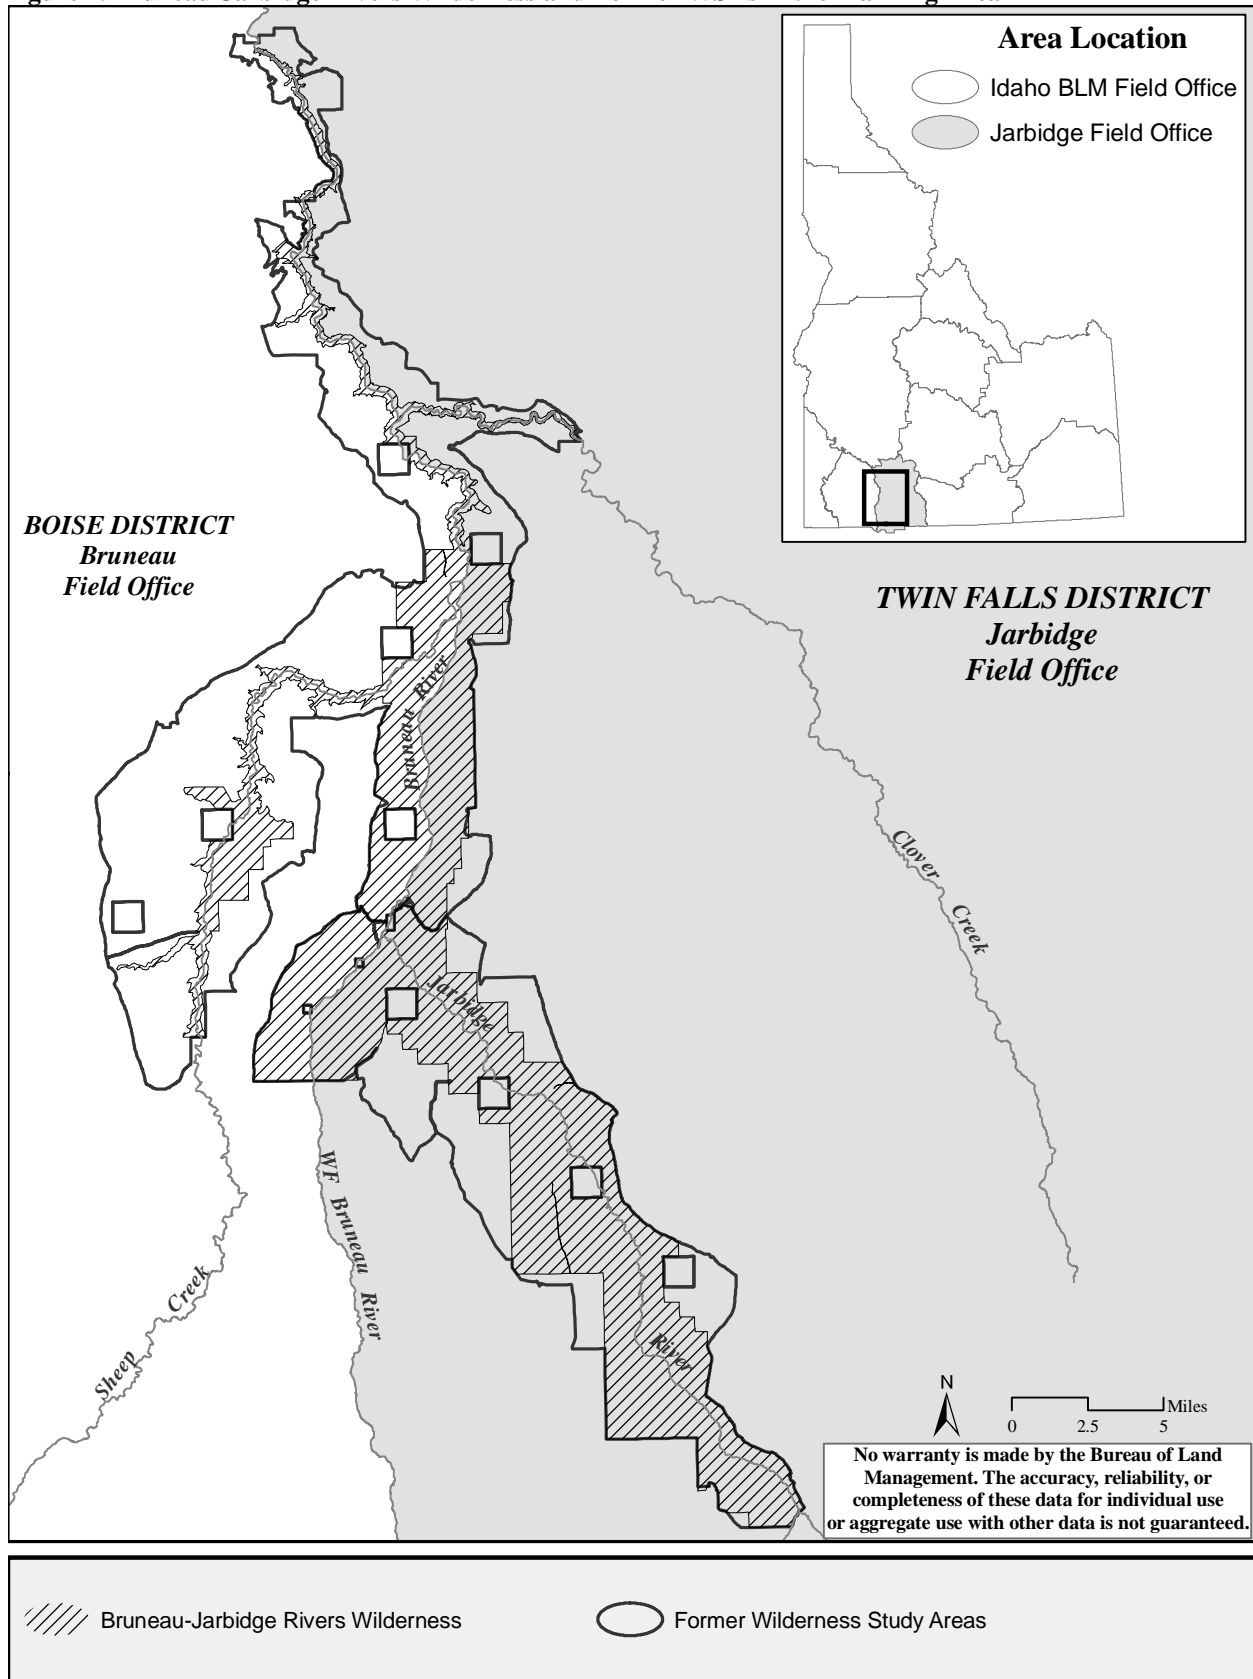 Area Location
Idaho BLM Field Office
Jarbidge Field Office
BOISE DISTRICT
Bruneau
Field Office
TWIN FALLS DISTRICT
Jarbidge
Field Office
Bruneau River
Clover Creek
Jarbidge River
WF Bruneau River
Sheep Creek
N
0 2.5 5 Miles
No warranty is made by the Bureau of Land
Management. The accuracy, reliability, or
completeness of these data for individual use
or aggregate use with other data is not guaranteed.
Bruneau-Jarbidge Rivers Wilderness
Former Wilderness Study Areas